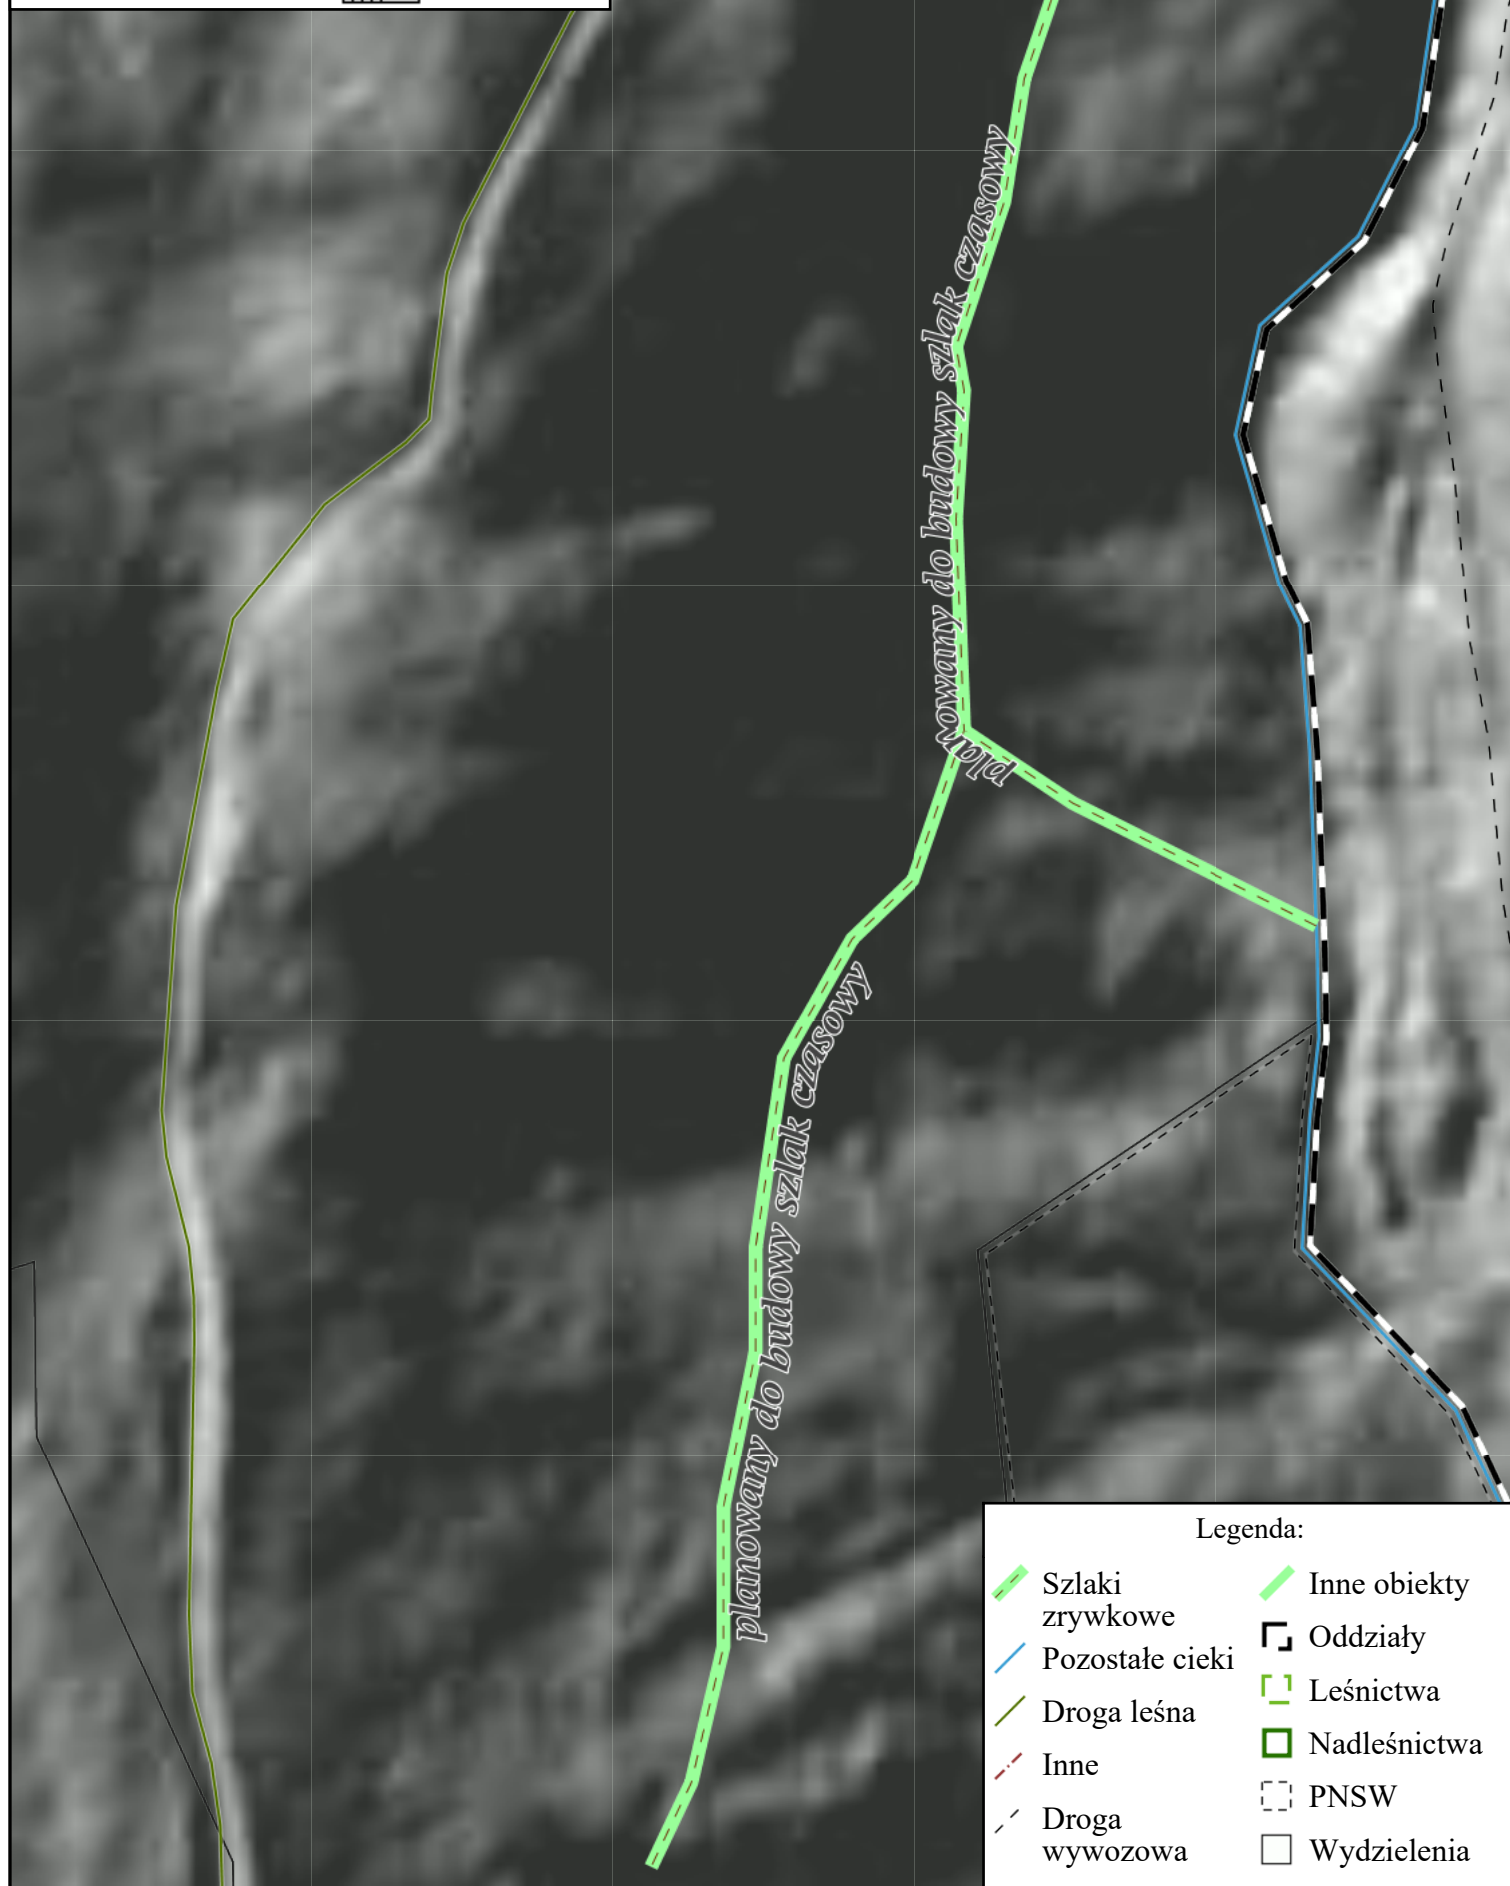 planowany do budowy szlak czasowy
planowany do budowy szlak czasowy
Legenda:
Szlaki
zrywkowe
Pozostałe cieki
Droga leśna
Inne
Droga
wywozowa
Inne obiekty
Oddziały
Leśnictwa
Nadleśnictwa
PNSW
Wydzielenia